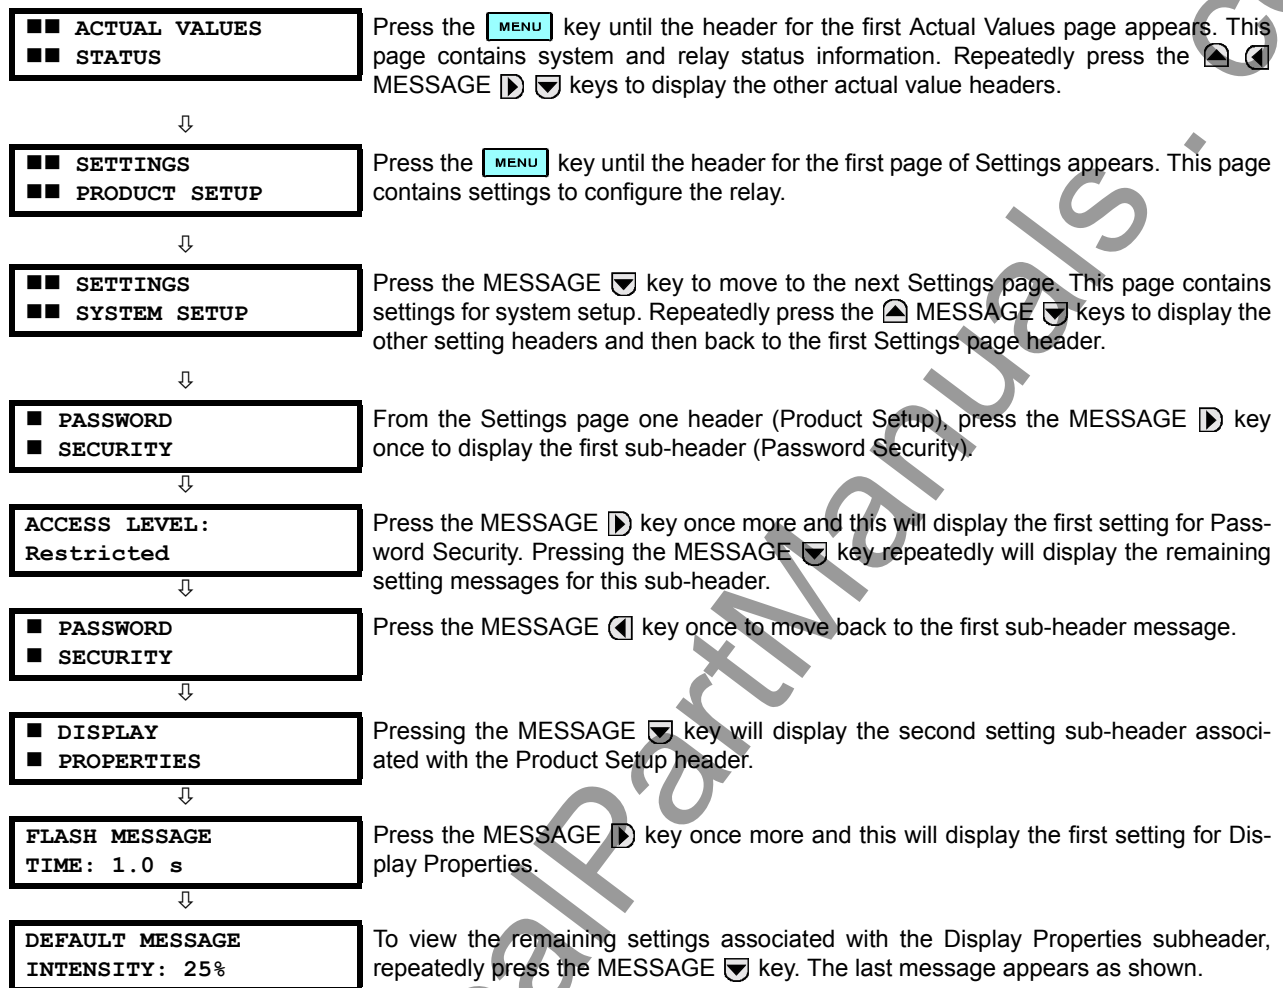 ■■ ACTUAL VALUES
■■ STATUS
Press the MENU key until the header for the first Actual Values page appears. This
page contains system and relay status information. Repeatedly press the
MESSAGE keys to display the other actual value headers.
⇩
■■ SETTINGS
■■ PRODUCT SETUP
Press the MENU key until the header for the first page of Settings appears. This page
contains settings to configure the relay.
⇩
■■ SETTINGS
■■ SYSTEM SETUP
Press the MESSAGE key to move to the next Settings page. This page contains
settings for system setup. Repeatedly press the MESSAGE keys to display the
other setting headers and then back to the first Settings page header.
⇩
■ PASSWORD
■ SECURITY
From the Settings page one header (Product Setup), press the MESSAGE key
once to display the first sub-header (Password Security).
⇩
ACCESS LEVEL:
Restricted
Press the MESSAGE key once more and this will display the first setting for Pass-
word Security. Pressing the MESSAGE key repeatedly will display the remaining
setting messages for this sub-header.
⇩
■ PASSWORD
■ SECURITY
Press the MESSAGE key once to move back to the first sub-header message.
⇩
■ DISPLAY
■ PROPERTIES
Pressing the MESSAGE key will display the second setting sub-header associ-
ated with the Product Setup header.
⇩
FLASH MESSAGE
TIME: 1.0 s
Press the MESSAGE key once more and this will display the first setting for Dis-
play Properties.
⇩
DEFAULT MESSAGE
INTENSITY: 25%
To view the remaining settings associated with the Display Properties subheader,
repeatedly press the MESSAGE key. The last message appears as shown.
alPartManuals . c